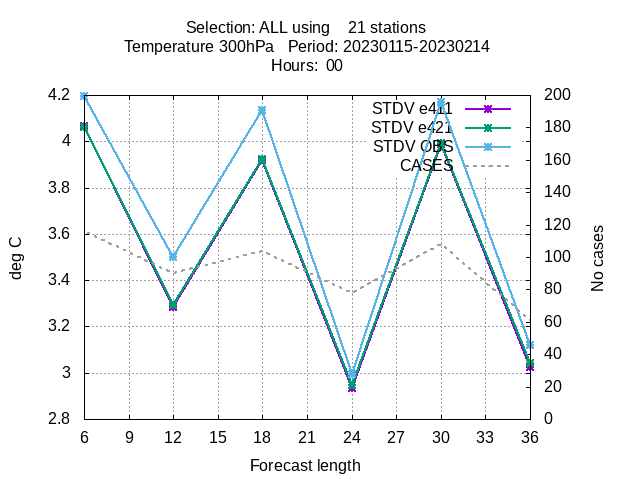 Selection: ALL using 21 stations
Temperature 300hPa Period: 20230115-20230214
Hours: 00
4.2
4
3.8
3.6
3.4
3.2
3
2.8
deg C
STDV e411
STDV e421
STDV OBS
CASES
200
180
160
140
120
100
80
60
40
20
0
No cases
6 9 12 15 18 21 24 27 30 33 36
Forecast length